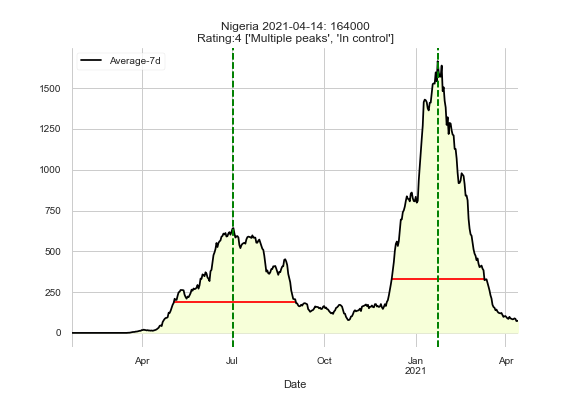 Nigeria 2021-04-14: 164000
Rating:4 ['Multiple peaks', 'In control']
Average-7d
1500
1250
1000
750
500
250
0
Apr
Jul
Oct
Jan
2021
Apr
Date